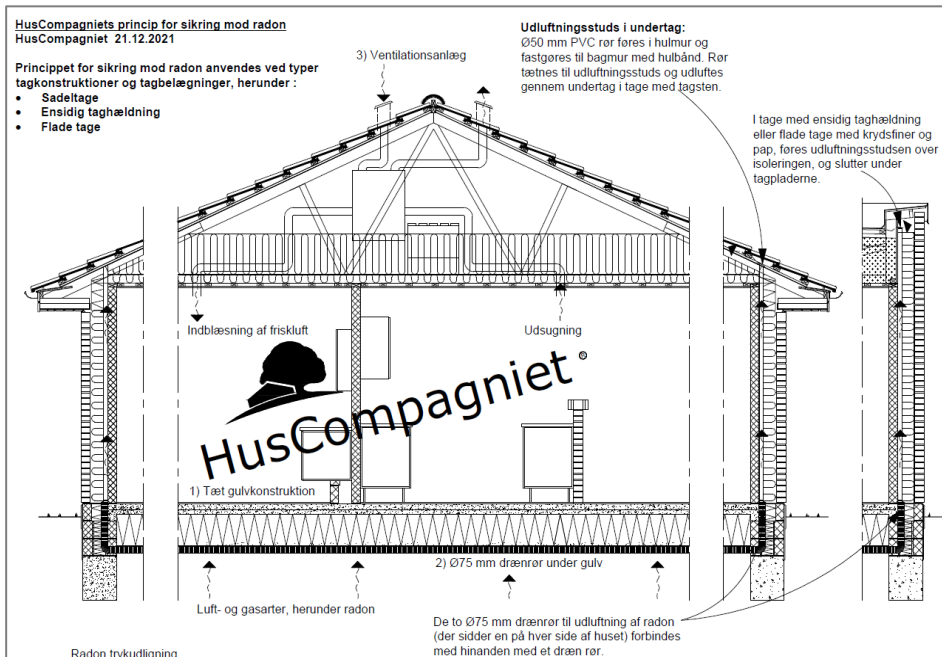 HusCompagniets princip for sikring mod radon
HusCompagniet 21.12.2021
Princippet for sikring mod radon anvendes ved typer
tagkonstruktioner og tagbelægninger, herunder :
• Sadeltage
• Ensidig taghældning
• Flade tage
3) Ventilationsanlæg
Udluftningsstuds i undertag:
Ø50 mm PVC rør føres i hulmur og
fastgøres til bagmur med hulbånd. Rør
tætnes til udluftningsstuds og udluftes
gennem undertag i tage med tagsten.
I tage med ensidig taghældning
eller flade tage med krydsfiner og
pap, føres udluftningsstudsen over
isoleringen, og slutter under
tagpladerne.
Indblæsning af friskluft
Udsugning
HusCompagniet
1) Tæt gulvkonstruktion
2) Ø75 mm drænrør under gulv
Luft- og gasarter, herunder radon
De to Ø75 mm drænrør til udluftning af radon
(der sidder en på hver side af huset) forbindes
med hinanden med et dræn rør.
Radon trykudligning